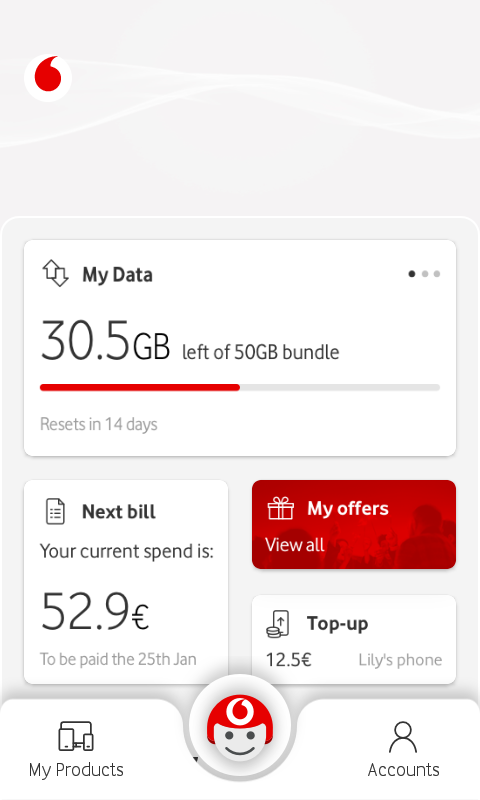 My Data
30.5GB left of 50GB bundle
Resets in 14 days
Next bill
Your current spend is:
52.9€
To be paid the 25th Jan
My offers
View all
Top-up
12.5€ Lily's phone
My Products
Accounts